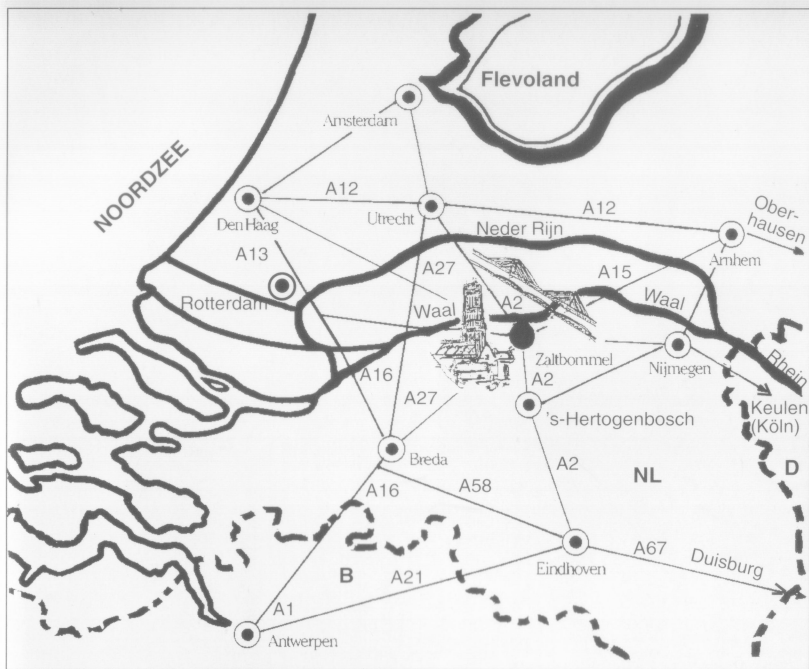 Flevoland
Amsterdam
NOORDZEE
A12
Den Haag
Utrecht
A12
Ober-
hausen
Neder Rijn
Arnhem
A13
A27
A15
Rotterdam
Waal
A2
Waal
Zaltbommel
Nijmegen
Rhein
A16
A2
Keulen
(Köln)
A27
's-Hertogenbosch
Breda
A2
NL
D
A16
A58
A67
Duisburg
Eindhoven
B
A21
A1
Antwerpen